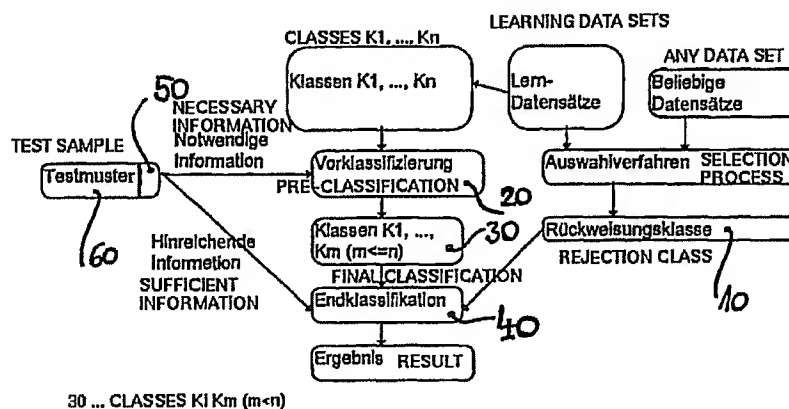 LEARNING DATA SETS
CLASSES K1, ..., Kn
ANY DATA SET
Klassen K1, ..., Kn
Lern-
Datensätze
Beliebige
Datensätze
50
NECESSARY
INFORMATION
Notwendige
Information
TEST SAMPLE
Testmuster
60
Vorklassifizierung
PRE-CLASSIFICATION
20
Auswahlverfahren
SELECTION
PROCESS
Klassen K1, ...,
Km (m<=n)
30
Rückweisungsklasse
REJECTION CLASS
10
Hinreichende
Informetion
SUFFICIENT
INFORMATION
FINAL CLASSIFICATION
Endklassifikation
40
Ergebnis RESULT
30 ... CLASSES KI Km (m<n)